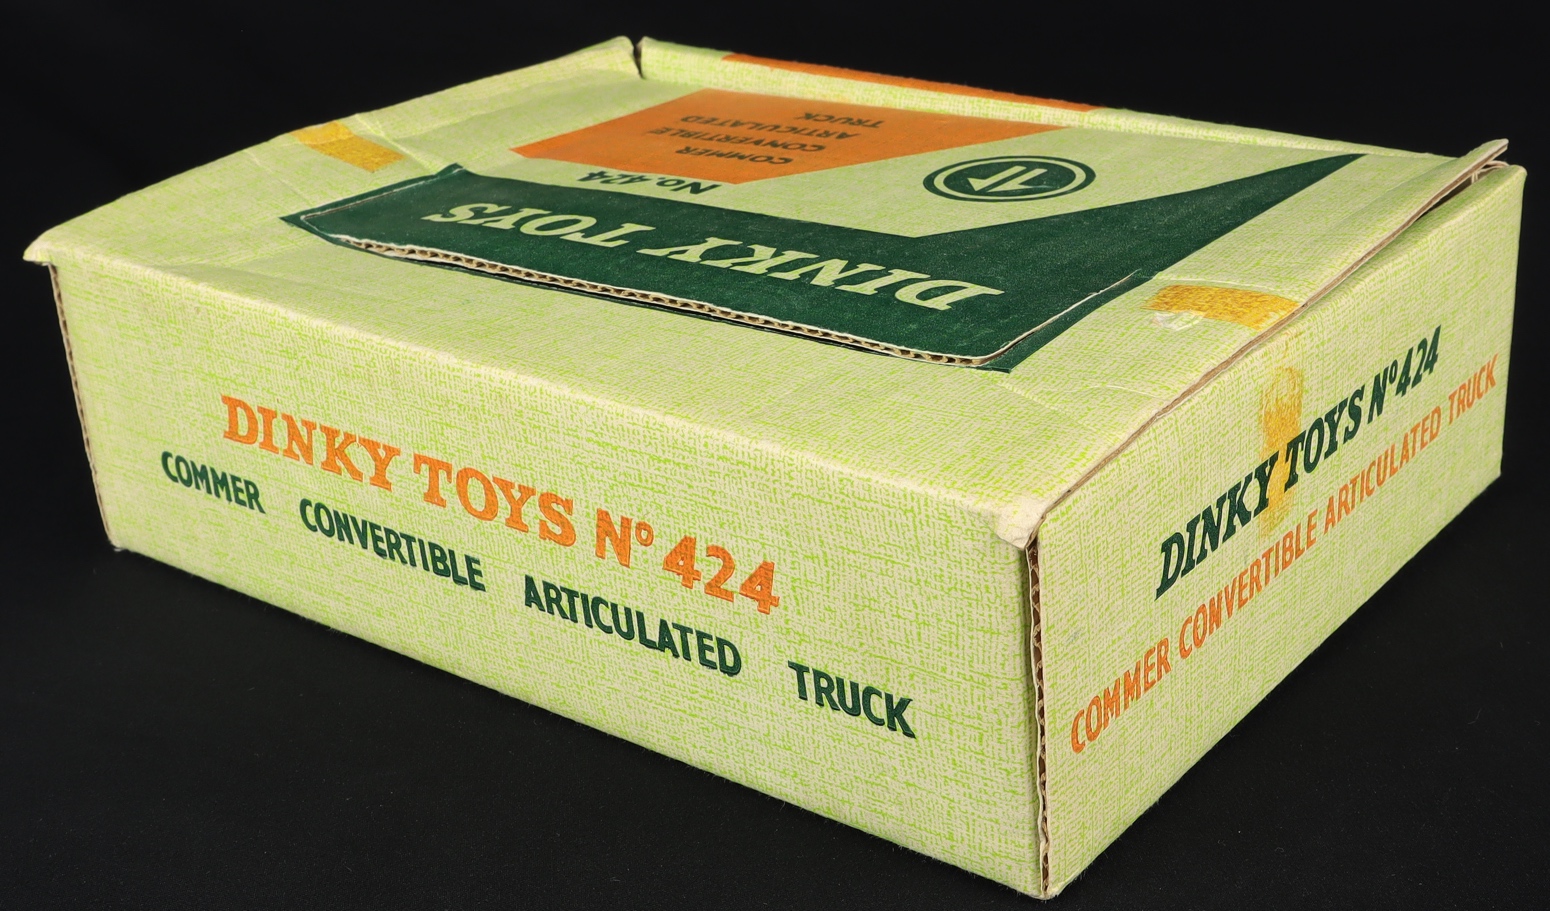 DINKY TOYS
No. 424
COMMER
CONVERTIBLE
ARTICULATED
TRUCK
DINKY TOYS Nº 424
COMMER CONVERTIBLE ARTICULATED TRUCK
DINKY TOYS Nº 424
COMMER CONVERTIBLE ARTICULATED TRUCK